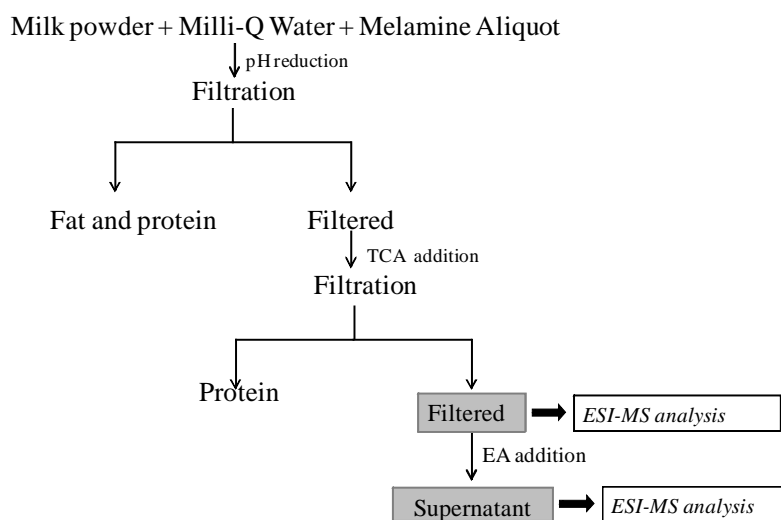 Milk powder + Milli-Q Water + Melamine Aliquot
pH reduction
Filtration
Fat and protein
Filtered
TCA addition
Filtration
Protein
Filtered
ESI-MS analysis
EA addition
Supernatant
ESI-MS analysis